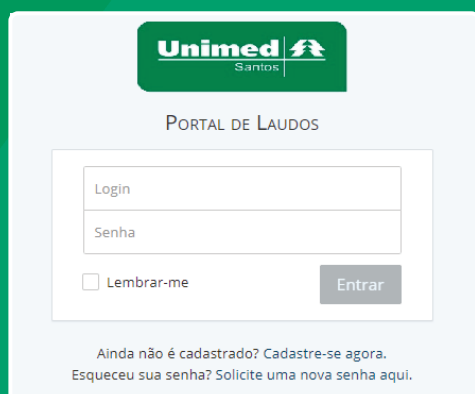 Unimed
Santos
PORTAL DE LAUDOS
Login
Senha
Lembrar-me
Entrar
Ainda não é cadastrado? Cadastre-se agora.
Esqueceu sua senha? Solicite uma nova senha aqui.